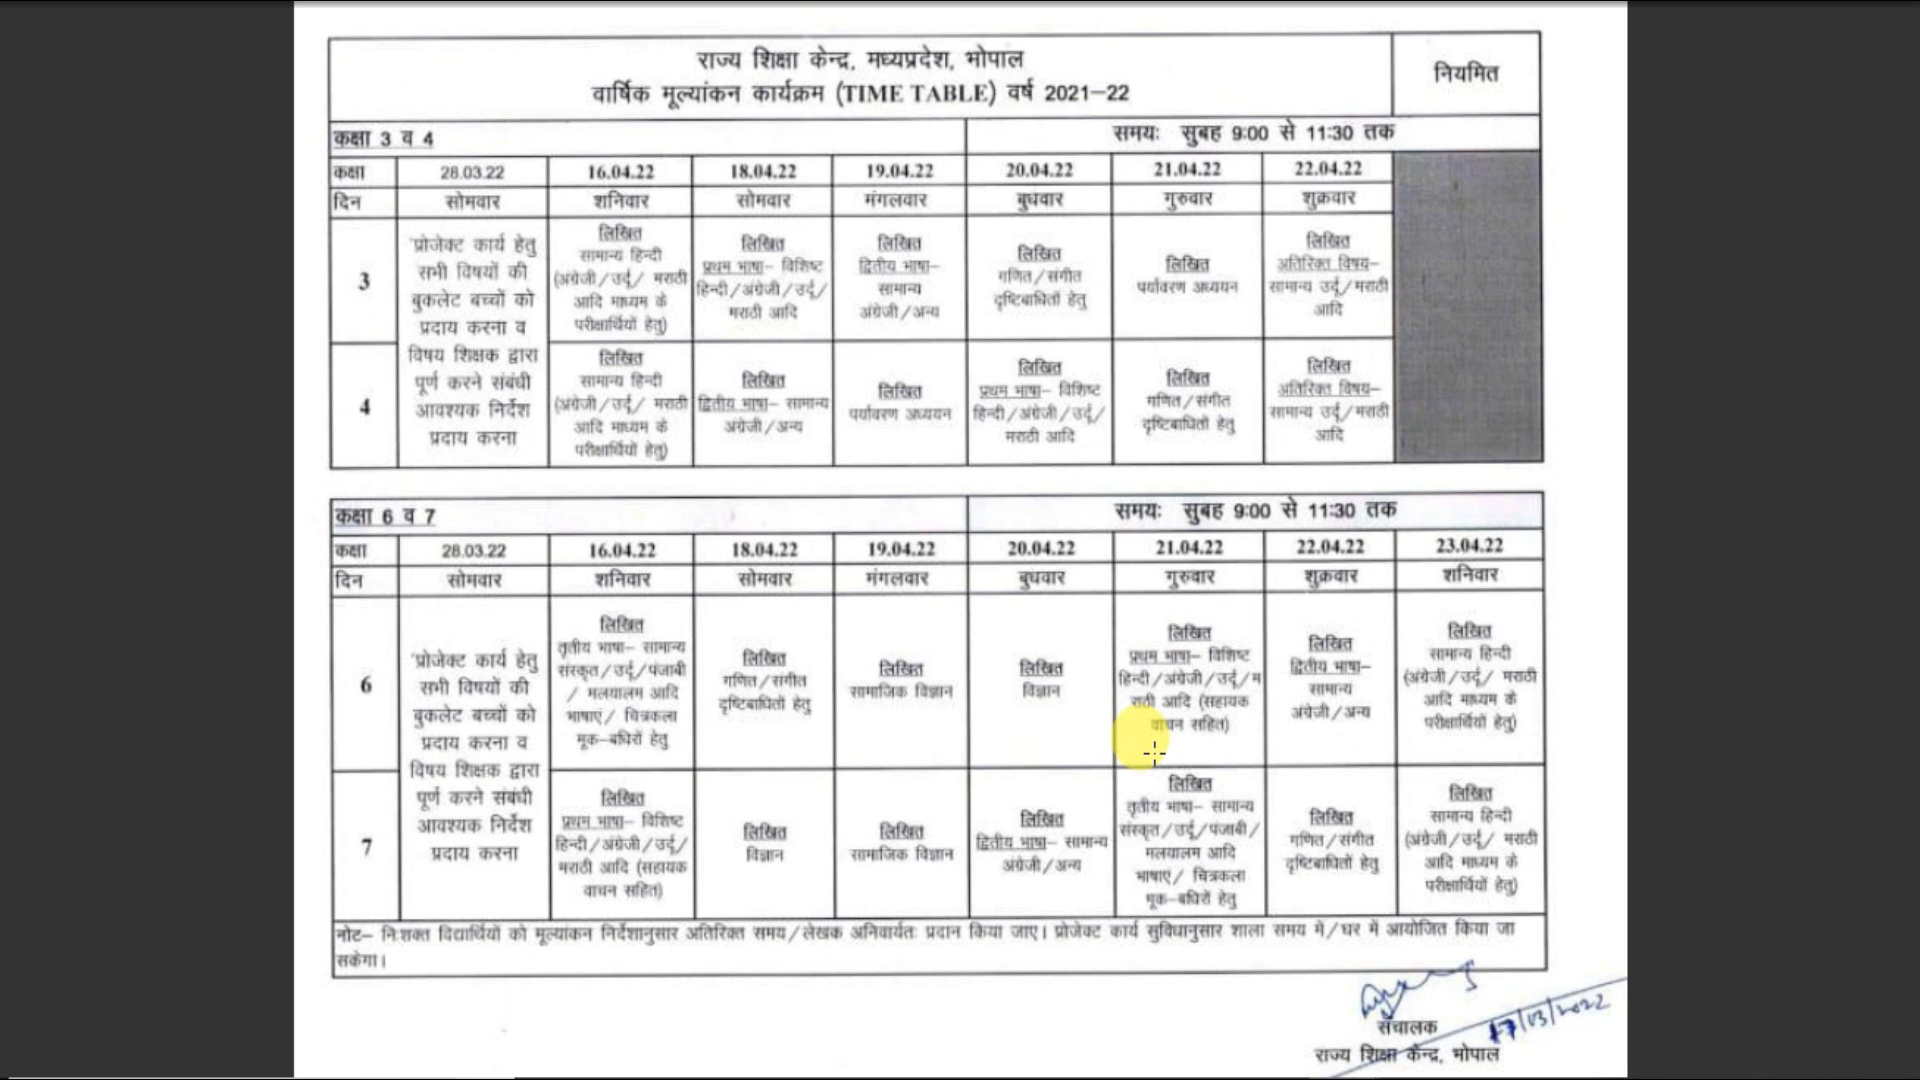 राज्य शिक्षा केन्द्र, मध्यप्रदेश, भोपाल
वार्षिक मूल्यांकन कार्यक्रम (TIME TABLE) वर्ष 2021–22
नियमित
कक्षा 3 व 4
समयः सुबह 9:00 से 11:30 तक
कक्षा 28.03.22 16.04.22 18.04.22 19.04.22 20.04.22 21.04.22 22.04.22
दिन सोमवार शनिवार सोमवार मंगलवार बुधवार गुरुवार शुक्रवार
3
'प्रोजेक्ट कार्य हेतु
सभी विषयों की
बुकलेट बच्चों को
प्रदाय करना व
विषय शिक्षक द्वारा
पूर्ण करने संबंधी
आवश्यक निर्देश
प्रदाय करना
लिखित
सामान्य हिन्दी
(अंग्रेजी/उर्दू/ मराठी
आदि माध्यम के
परीक्षार्थियों हेतु)
लिखित
प्रथम भाषा– विशिष्ट
हिन्दी/अंग्रेजी/उर्दू/
मराठी आदि
लिखित
द्वितीय भाषा–
सामान्य
अंग्रेजी/अन्य
लिखित
गणित/संगीत
दृष्टिबाधितों हेतु
लिखित
पर्यावरण अध्ययन
लिखित
अतिरिक्त विषय–
सामान्य उर्दू/मराठी
आदि
4
लिखित
सामान्य हिन्दी
(अंग्रेजी/उर्दू/ मराठी
आदि माध्यम के
परीक्षार्थियों हेतु)
लिखित
द्वितीय भाषा– सामान्य
अंग्रेजी/अन्य
लिखित
पर्यावरण अध्ययन
लिखित
प्रथम भाषा– विशिष्ट
हिन्दी/अंग्रेजी/उर्दू/
मराठी आदि
लिखित
गणित/संगीत
दृष्टिबाधितों हेतु
लिखित
अतिरिक्त विषय–
सामान्य उर्दू/मराठी
आदि
कक्षा 6 व 7
समयः सुबह 9:00 से 11:30 तक
कक्षा 28.03.22 16.04.22 18.04.22 19.04.22 20.04.22 21.04.22 22.04.22 23.04.22
दिन सोमवार शनिवार सोमवार मंगलवार बुधवार गुरुवार शुक्रवार शनिवार
6
'प्रोजेक्ट कार्य हेतु
सभी विषयों की
बुकलेट बच्चों को
प्रदाय करना व
विषय शिक्षक द्वारा
पूर्ण करने संबंधी
आवश्यक निर्देश
प्रदाय करना
लिखित
तृतीय भाषा– सामान्य
संस्कृत/उर्दू/पंजाबी
/ मलयालम आदि
भाषाएं/ चित्रकला
मूक–बधिरों हेतु
लिखित
गणित/संगीत
दृष्टिबाधितों हेतु
लिखित
सामाजिक विज्ञान
लिखित
विज्ञान
लिखित
प्रथम भाषा– विशिष्ट
हिन्दी/अंग्रेजी/उर्दू/म
राठी आदि (सहायक
वाचन सहित)
लिखित
द्वितीय भाषा–
सामान्य
अंग्रेजी/अन्य
लिखित
सामान्य हिन्दी
(अंग्रेजी/उर्दू/ मराठी
आदि माध्यम के
परीक्षार्थियों हेतु)
7
लिखित
प्रथम भाषा– विशिष्ट
हिन्दी/अंग्रेजी/उर्दू/
मराठी आदि (सहायक
वाचन सहित)
लिखित
विज्ञान
लिखित
सामाजिक विज्ञान
लिखित
द्वितीय भाषा– सामान्य
अंग्रेजी/अन्य
लिखित
तृतीय भाषा– सामान्य
संस्कृत/उर्दू/पंजाबी/
मलयालम आदि
भाषाएं/ चित्रकला
मूक–बधिरों हेतु
लिखित
गणित/संगीत
दृष्टिबाधितों हेतु
लिखित
सामान्य हिन्दी
(अंग्रेजी/उर्दू/ मराठी
आदि माध्यम के
परीक्षार्थियों हेतु)
नोट– निःशक्त विद्यार्थियों को मूल्यांकन निर्देशानुसार अतिरिक्त समय/लेखक अनिवार्यतः प्रदान किया जाए। प्रोजेक्ट कार्य सुविधानुसार शाला समय में/घर में आयोजित किया जा
सकेगा।
संचालक
17/03/2022
राज्य शिक्षा केन्द्र, भोपाल